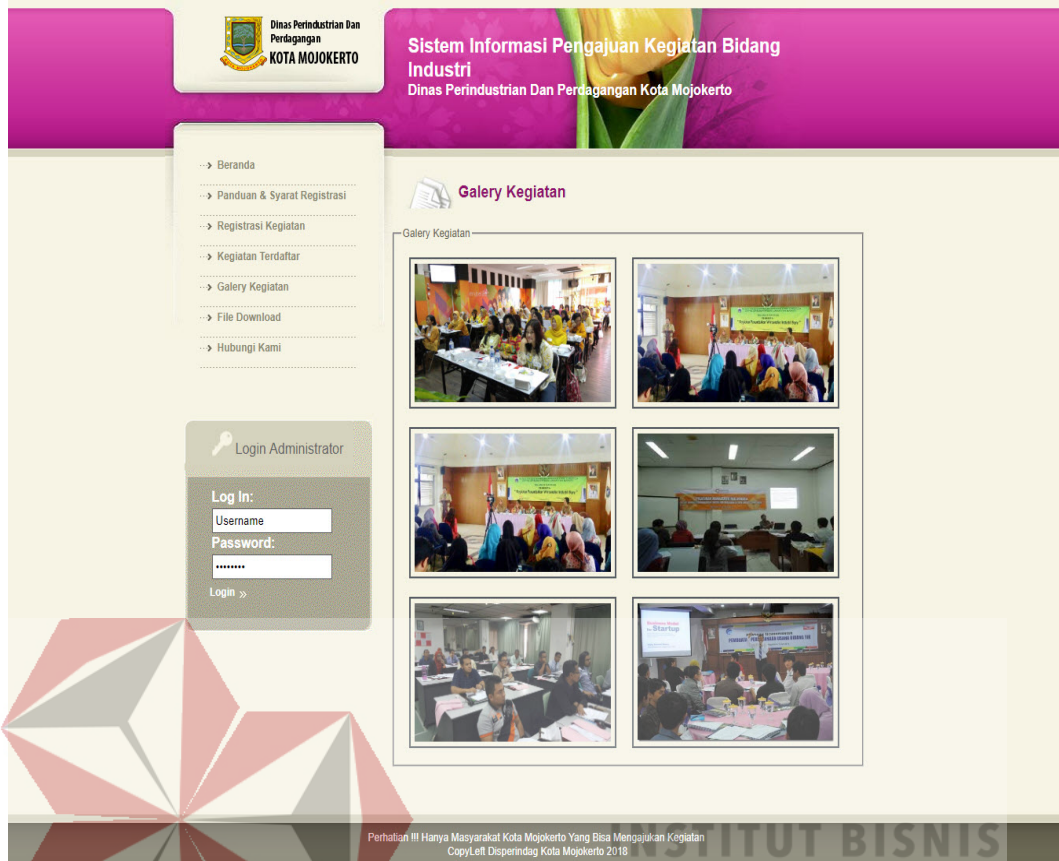 Dinas Perindustrian Dan
Perdagangan
KOTA MOJOKERTO
Sistem Informasi Pengajuan Kegiatan Bidang
Industri
Dinas Perindustrian Dan Perdagangan Kota Mojokerto
Beranda
Panduan & Syarat Registrasi
Registrasi Kegiatan
Kegiatan Terdaftar
Galery Kegiatan
File Download
Hubungi Kami
Login Administrator
Log In:
Username
Password:
••••••••
Login »
Galery Kegiatan
Galery Kegiatan
Startup
Perhatian !!! Hanya Masyarakat Kota Mojokerto Yang Bisa Mengajukan Kegiatan
CopyLeft Disperindag Kota Mojokerto 2018
INSTITUT BISNIS